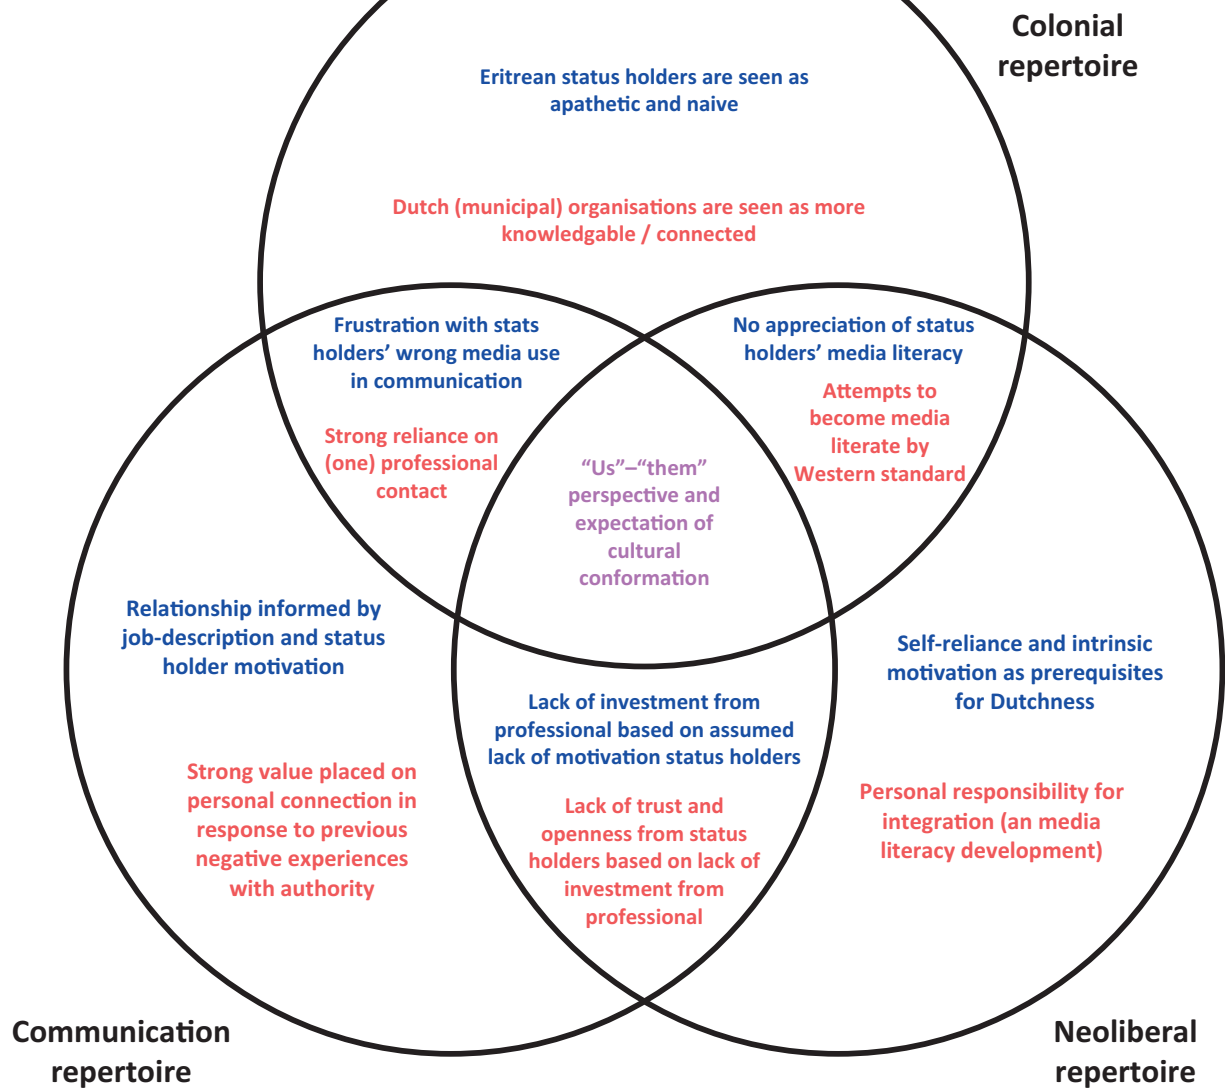 Colonial
repertoire
Eritrean status holders are seen as
apathetic and naive
Dutch (municipal) organisations are seen as more
knowledgable / connected
Frustration with stats
holders’ wrong media use
in communication
Strong reliance on
(one) professional
contact
No appreciation of status
holders’ media literacy
Attempts to
become media
literate by
Western standard
“Us”–“them”
perspective and
expectation of
cultural
conformation
Relationship informed by
job-description and status
holder motivation
Strong value placed on
personal connection in
response to previous
negative experiences
with authority
Lack of investment from
professional based on assumed
lack of motivation status holders
Lack of trust and
openness from status
holders based on lack of
investment from
professional
Self-reliance and intrinsic
motivation as prerequisites
for Dutchness
Personal responsibility for
integration (an media
literacy development)
Communication
repertoire
Neoliberal
repertoire